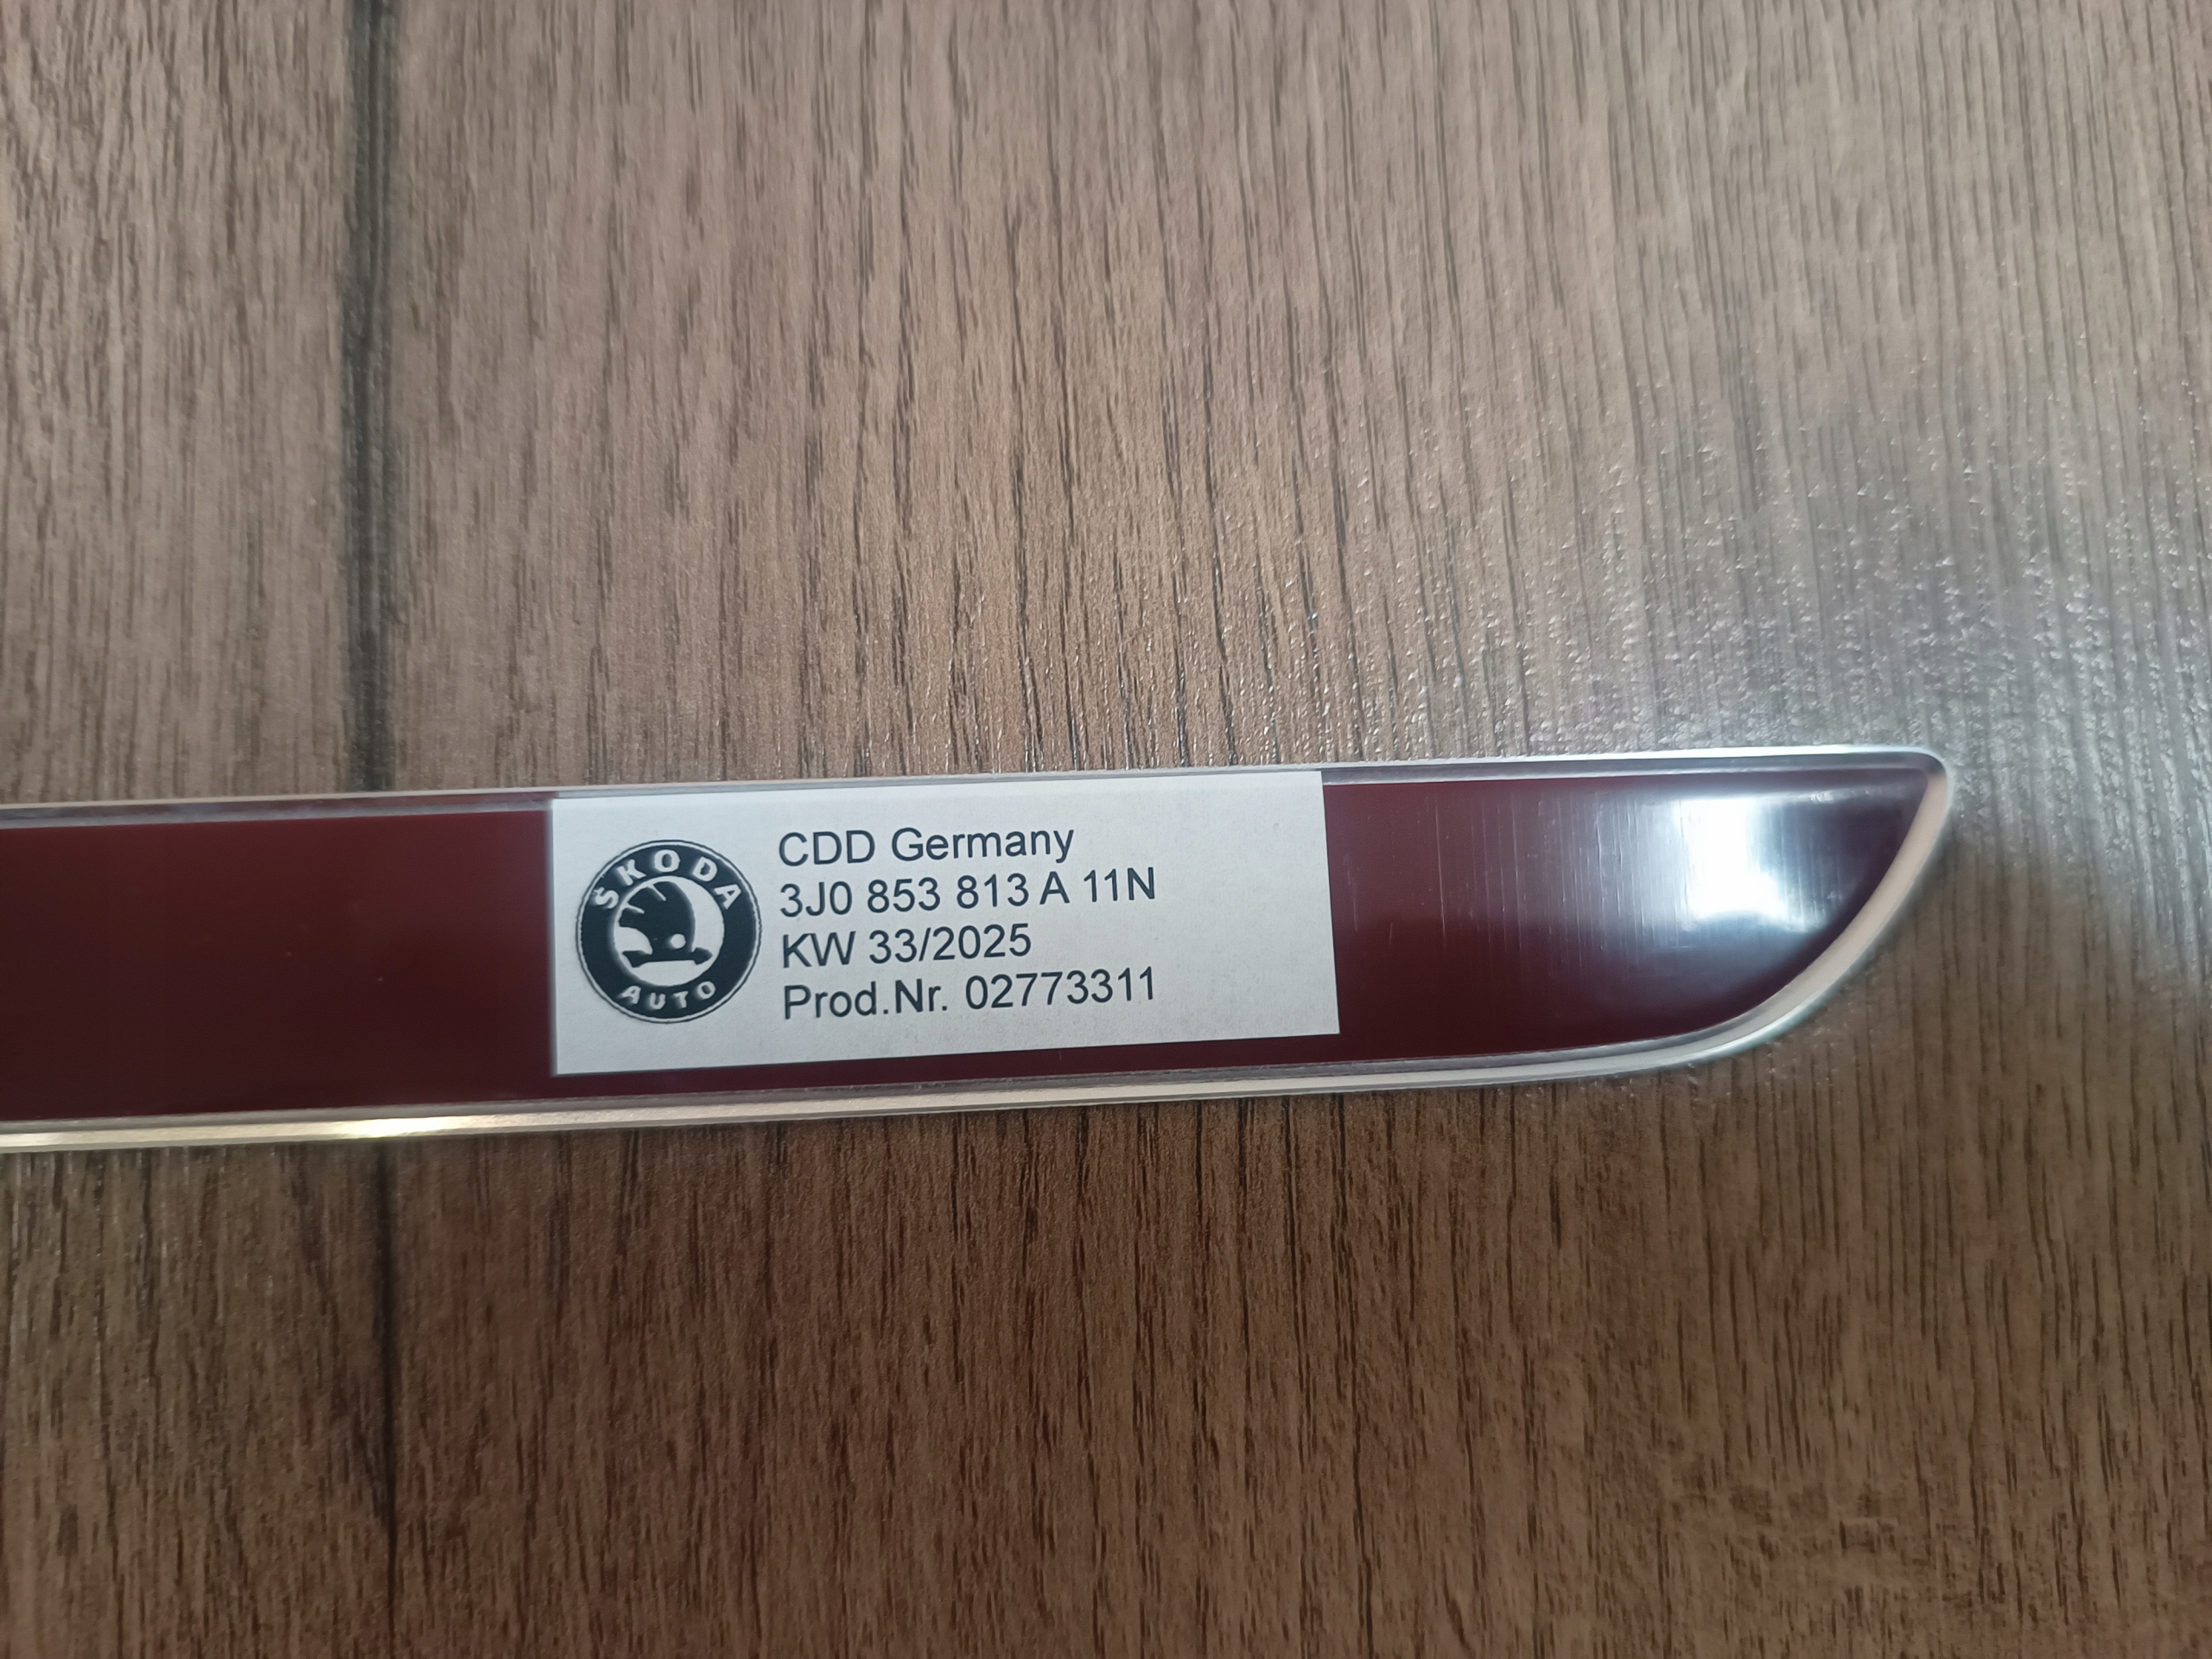 ŠKODA
AUTO
CDD Germany
3J0 853 813 A 11N
KW 33/2025
Prod.Nr. 02773311